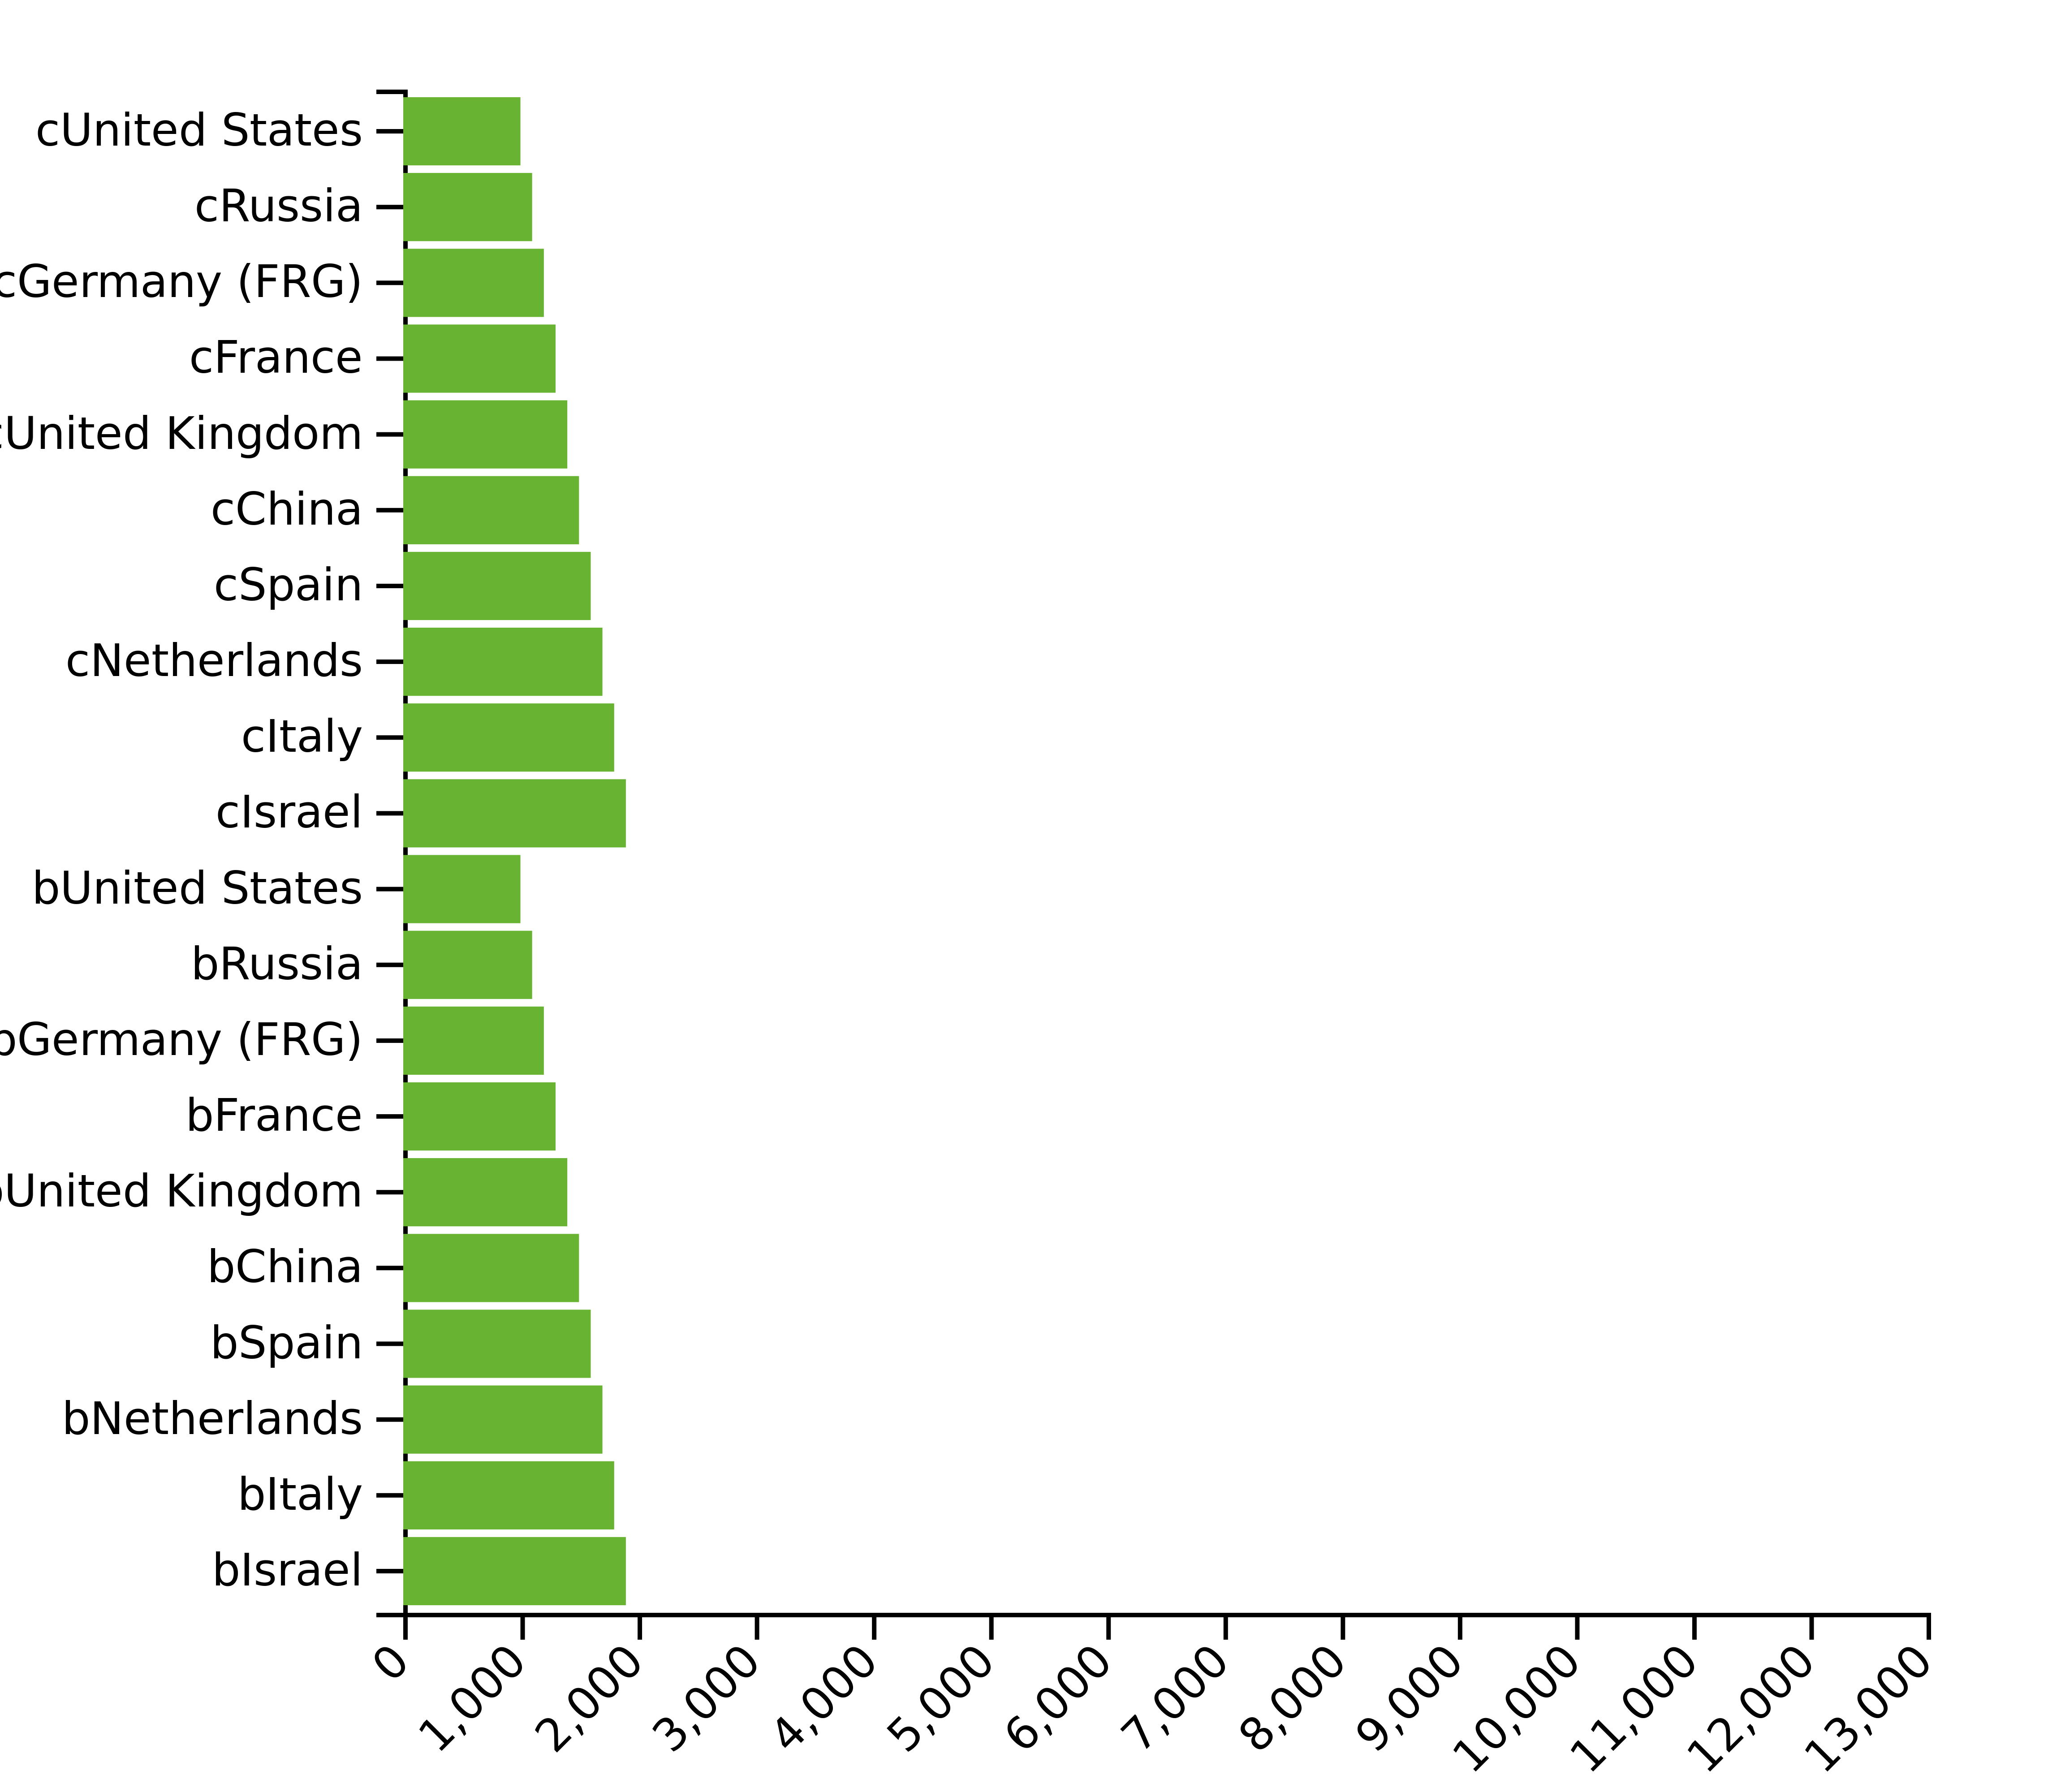 cUnited States
cRussia
cGermany (FRG)
cFrance
United Kingdom
cChina
cSpain
cNetherlands
cItaly
cIsrael
bUnited States
bRussia
bGermany (FRG)
bFrance
United Kingdom
bChina
bSpain
bNetherlands
bItaly
bIsrael
0
1,000
2,000
3,000
4,000
5,000
6,000
7,000
8,000
9,000
10,000
11,000
12,000
13,000